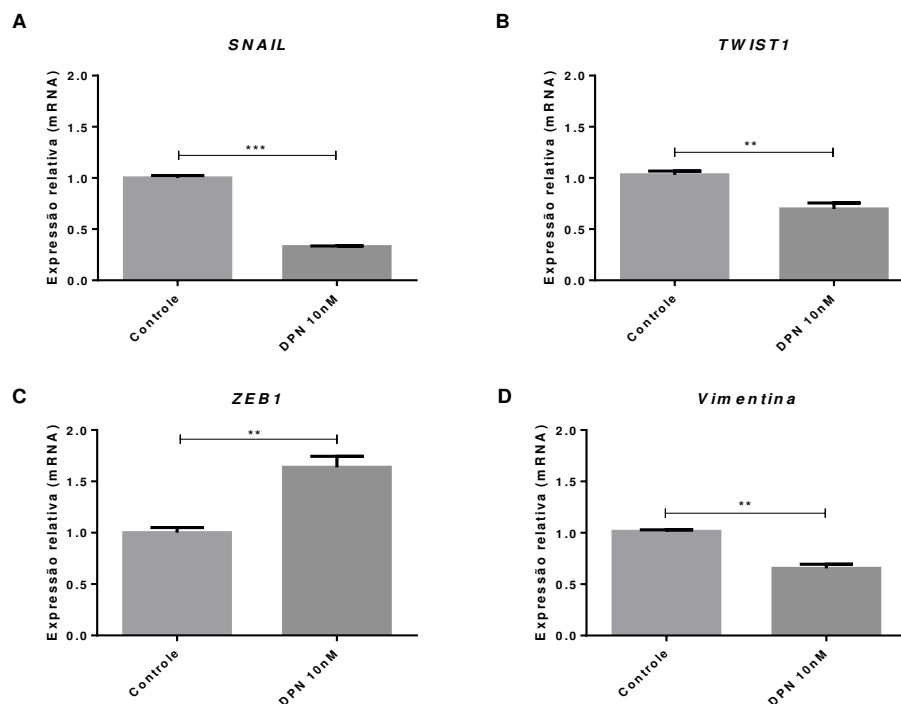 A
SNAIL
Expressão relativa (mRNA)
2.0
1.5
1.0
0.5
0.0
***
Controle
DPN 10nM
B
TWIST1
Expressão relativa (mRNA)
2.0
1.5
1.0
0.5
0.0
**
Controle
DPN 10nM
C
ZEB1
Expressão relativa (mRNA)
2.0
1.5
1.0
0.5
0.0
**
Controle
DPN 10nM
D
Vimentina
Expressão relativa (mRNA)
2.0
1.5
1.0
0.5
0.0
**
Controle
DPN 10nM